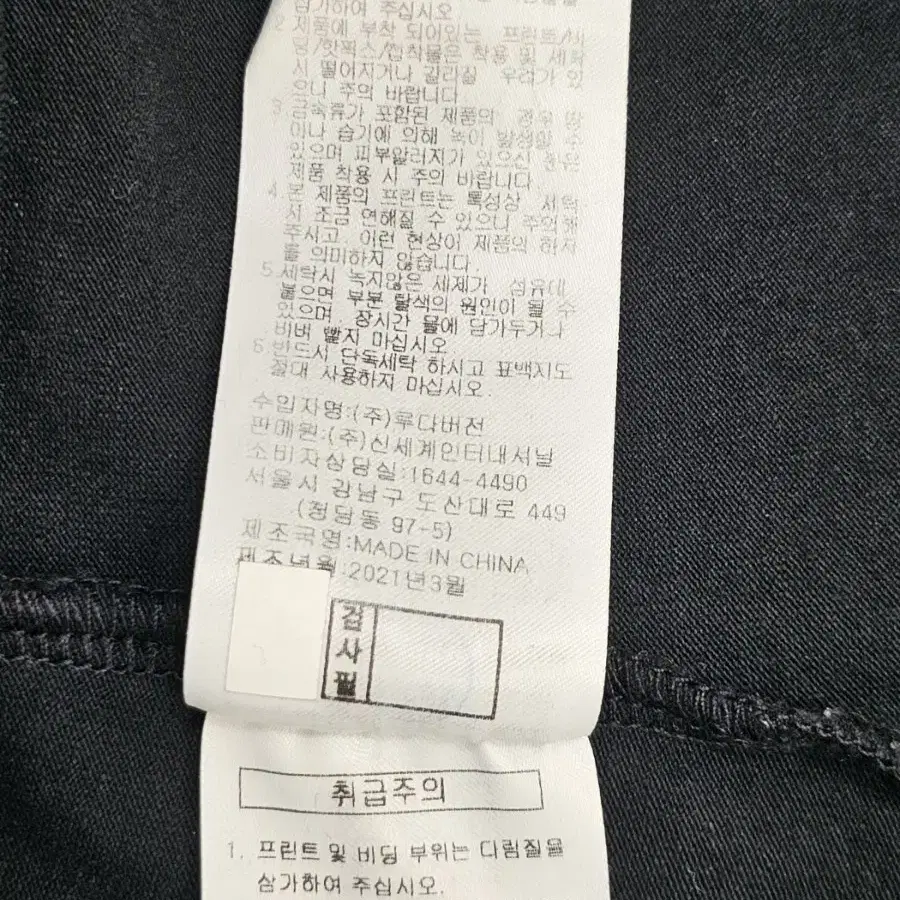 삼가하여 주십시오
2. 제품에 부착 되어있는 프린트/비
딩/핫픽스/접착물은 착용 및 세탁
시 떨어지거나 갈라질 우려가 있
으니 주의 바랍니다.
3. 금속류가 포함된 제품의 경우 땀
이나 습기에 의해 녹이 발생할 수
있으며 피부알러지가 있으신 분은
제품 착용 시 주의 바랍니다.
4. 본 제품의 프린트는 특성상 세탁
시 조금 연해질 수 있으니 주의해
주시고, 이런 현상이 제품의 하자
를 의미하지 않습니다.
5. 세탁시 녹지않은 세제가 섬유에
붙으면 부분 탈색의 원인이 될 수
있으며, 장시간 물에 담가두거나
비벼 빨지 마십시오
6. 반드시 단독세탁 하시고 표백지도
절대 사용하지 마십시오.
수입자명:(주)루다버전
판매원:(주)신세계인터내셔날
소비자상담실:1644-4490
서울시 강남구 도산대로 449
(청담동 97-5)
제조국명:MADE IN CHINA
제조년월:2021년3월
검사필
취급주의
1. 프린트 및 비딩 부위는 다림질을
삼가하여 주십시오.